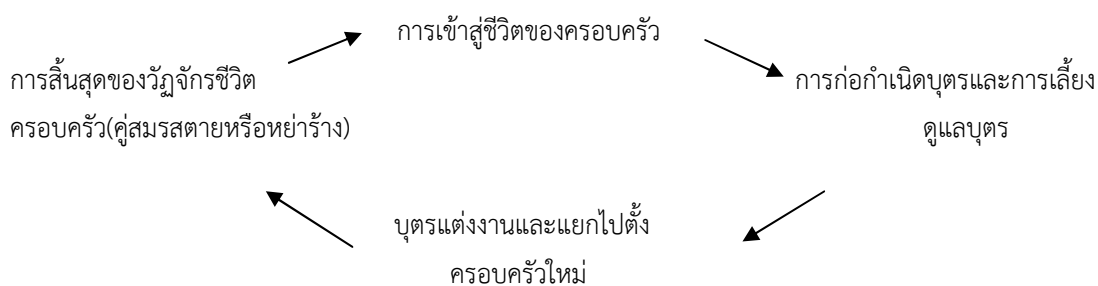 การเข้าสู่ชีวิตของครอบครัว
การก่อกำเนิดบุตรและการเลี้ยง
ดูแลบุตร
บุตรแต่งงานและแยกไปตั้ง
ครอบครัวใหม่
การสิ้นสุดของวัฏจักรชีวิต
ครอบครัว(คู่สมรสตายหรือหย่าร้าง)